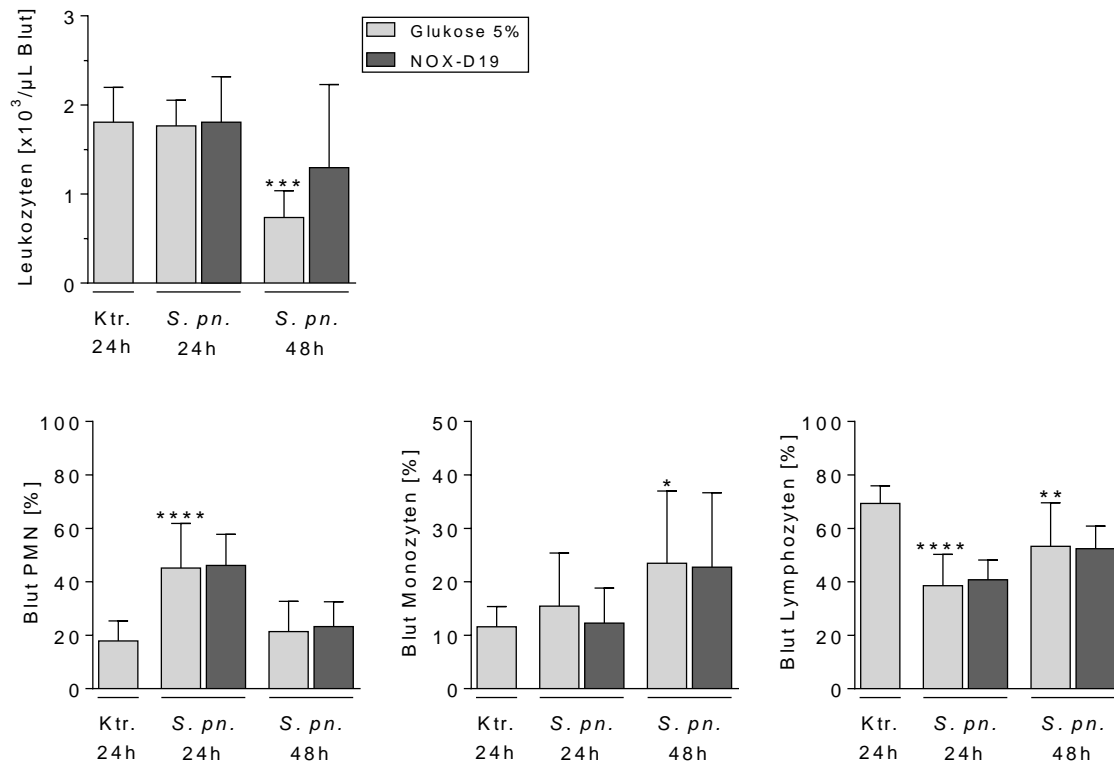 Leukozyten [x10³/µL Blut]
3
2
1
0
Glukose 5%
NOX-D19
***
Ktr. S. pn. S. pn.
24h 24h 48h
Blut PMN [%]
100
80
60
40
20
0
****
Ktr. S. pn. S. pn.
24h 24h 48h
Blut Monozyten [%]
50
40
30
20
10
0
*
Ktr. S. pn. S. pn.
24h 24h 48h
Blut Lymphozyten [%]
100
80
60
40
20
0
****
**
Ktr. S. pn. S. pn.
24h 24h 48h